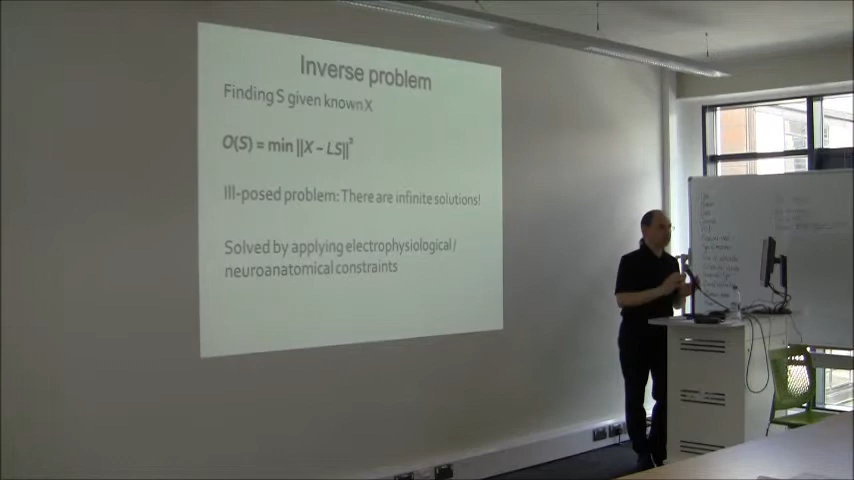 Inverse problem
Finding S given known X
O(S) = min ||X – LS||²
Ill-posed problem: There are infinite solutions!
Solved by applying electrophysiological/
neuroanatomical constraints